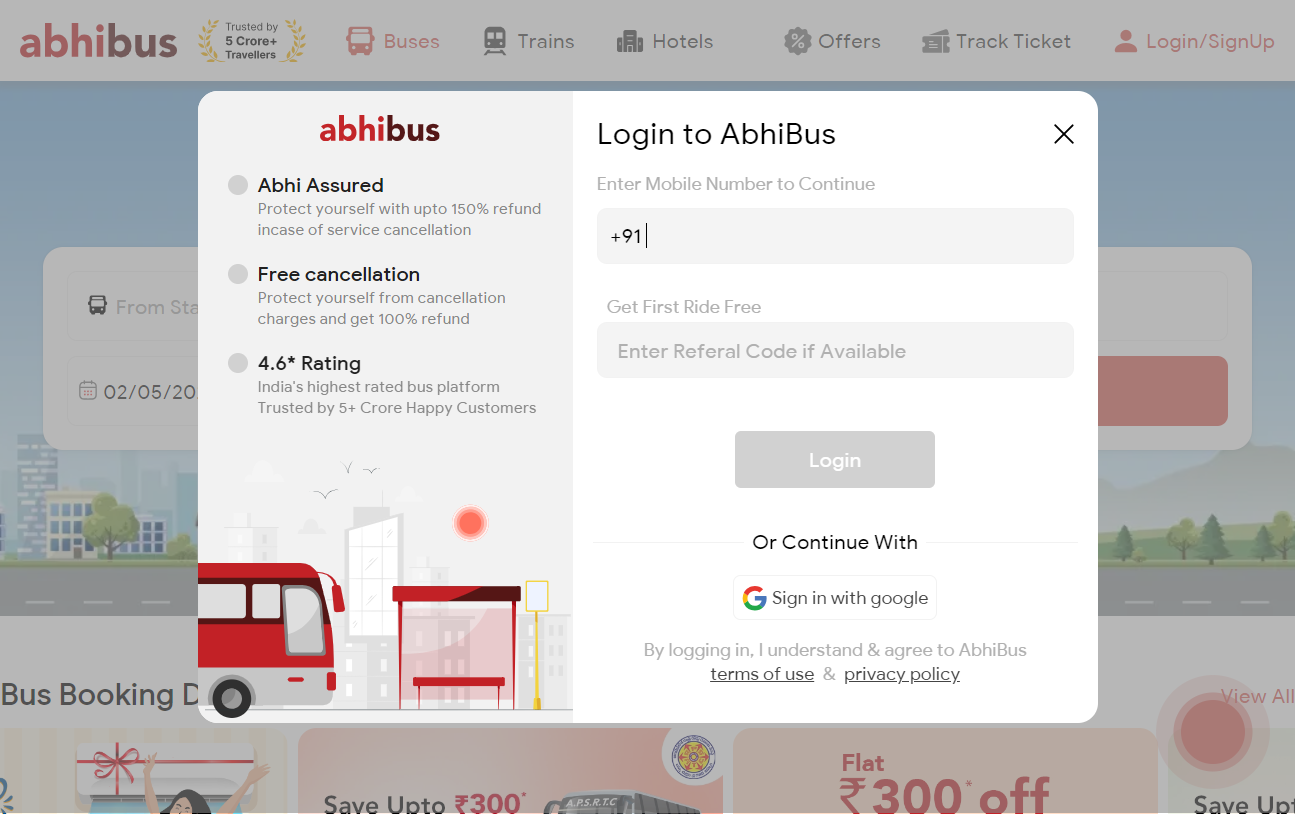 abhibus
Trusted by
5 Crore+
Travellers
Buses
Trains
Hotels
Offers
Track Ticket
Login/SignUp
abhibus
Abhi Assured
Protect yourself with upto 150% refund
incase of service cancellation
Free cancellation
Protect yourself from cancellation
charges and get 100% refund
4.6* Rating
India's highest rated bus platform
Trusted by 5+ Crore Happy Customers
Login to AbhiBus
Enter Mobile Number to Continue
+91
Get First Ride Free
Enter Referal Code if Available
Login
Or Continue With
Sign in with google
By logging in, I understand & agree to AbhiBus
terms of use & privacy policy
From Sta
02/05/20
Bus Booking D
View All
Save Upto ₹300*
A.P.S.R.T.C
Flat
₹300* off
Save Upt